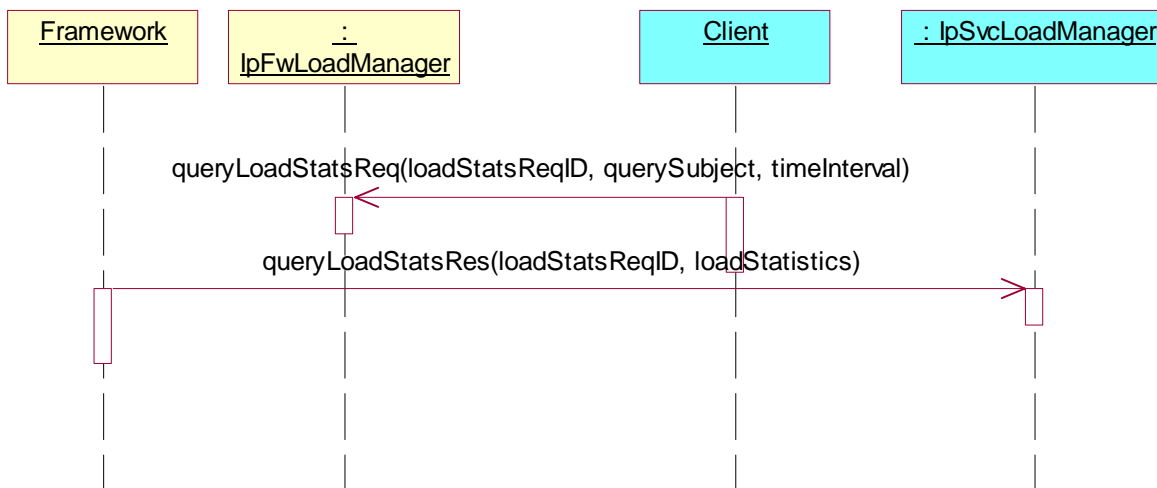 Framework
:
IpFwLoadManager
Client
: IpSvcLoadManager
queryLoadStatsReq(loadStatsReqID, querySubject, timeInterval)
queryLoadStatsRes(loadStatsReqID, loadStatistics)